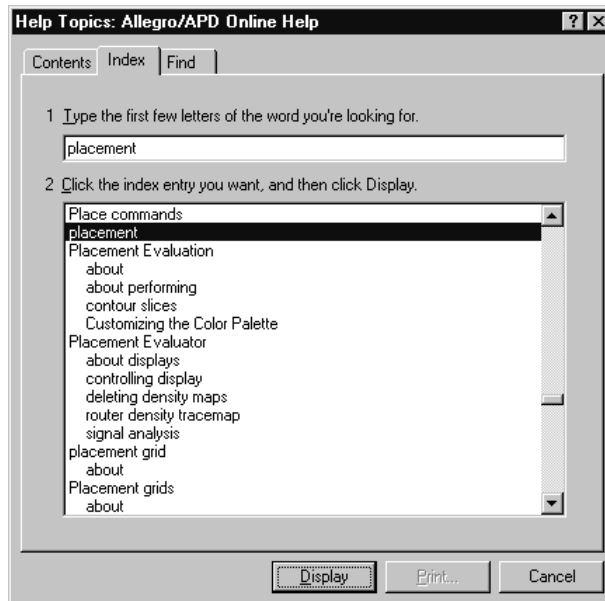 Help Topics: Allegro/APD Online Help
Contents Index Find
1 Type the first few letters of the word you're looking for.
placement
2 Click the index entry you want, and then click Display.
Place commands
placement
Placement Evaluation
about
about performing
contour slices
Customizing the Color Palette
Placement Evaluator
about displays
controlling display
deleting density maps
router density tracemap
signal analysis
placement grid
about
Placement grids
about
Display Print... Cancel